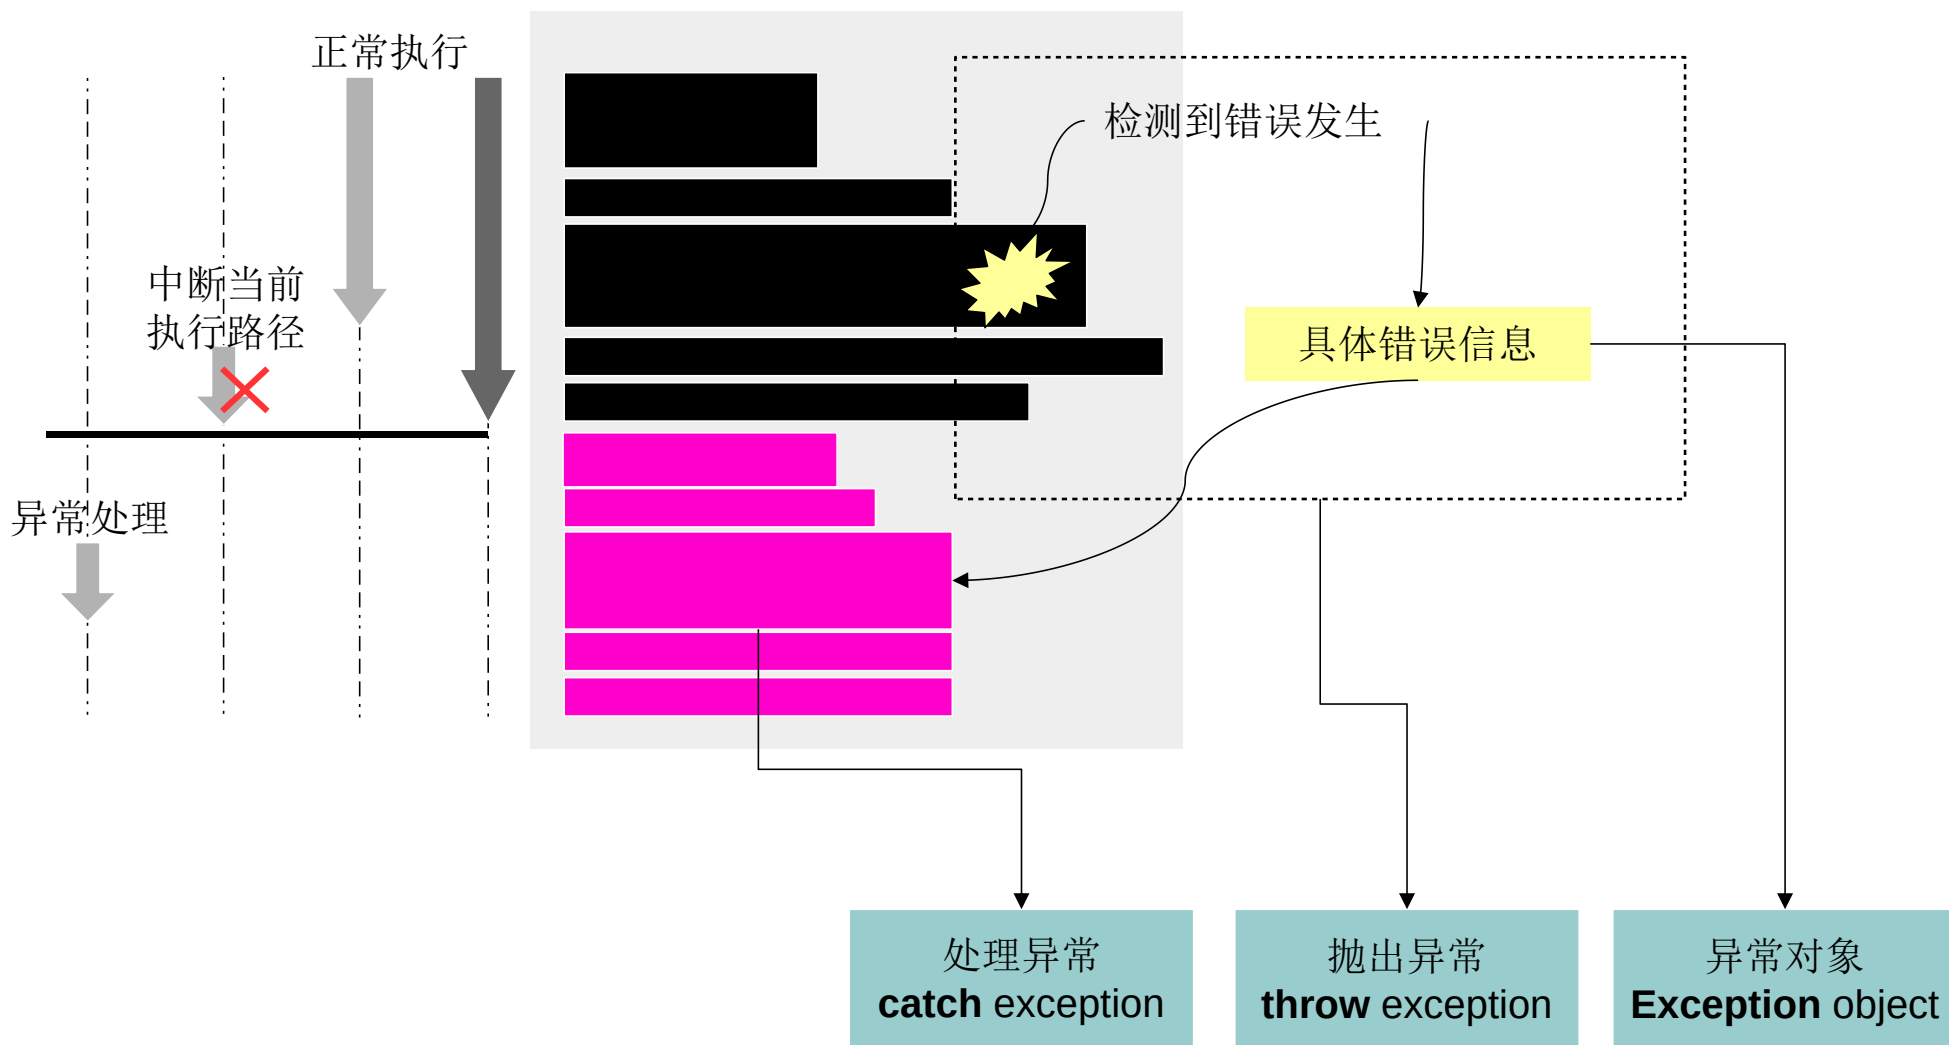 正常执行
检测到错误发生
中断当前
执行路径
具体错误信息
异常处理
处理异常
catch exception
抛出异常
throw exception
异常对象
Exception object